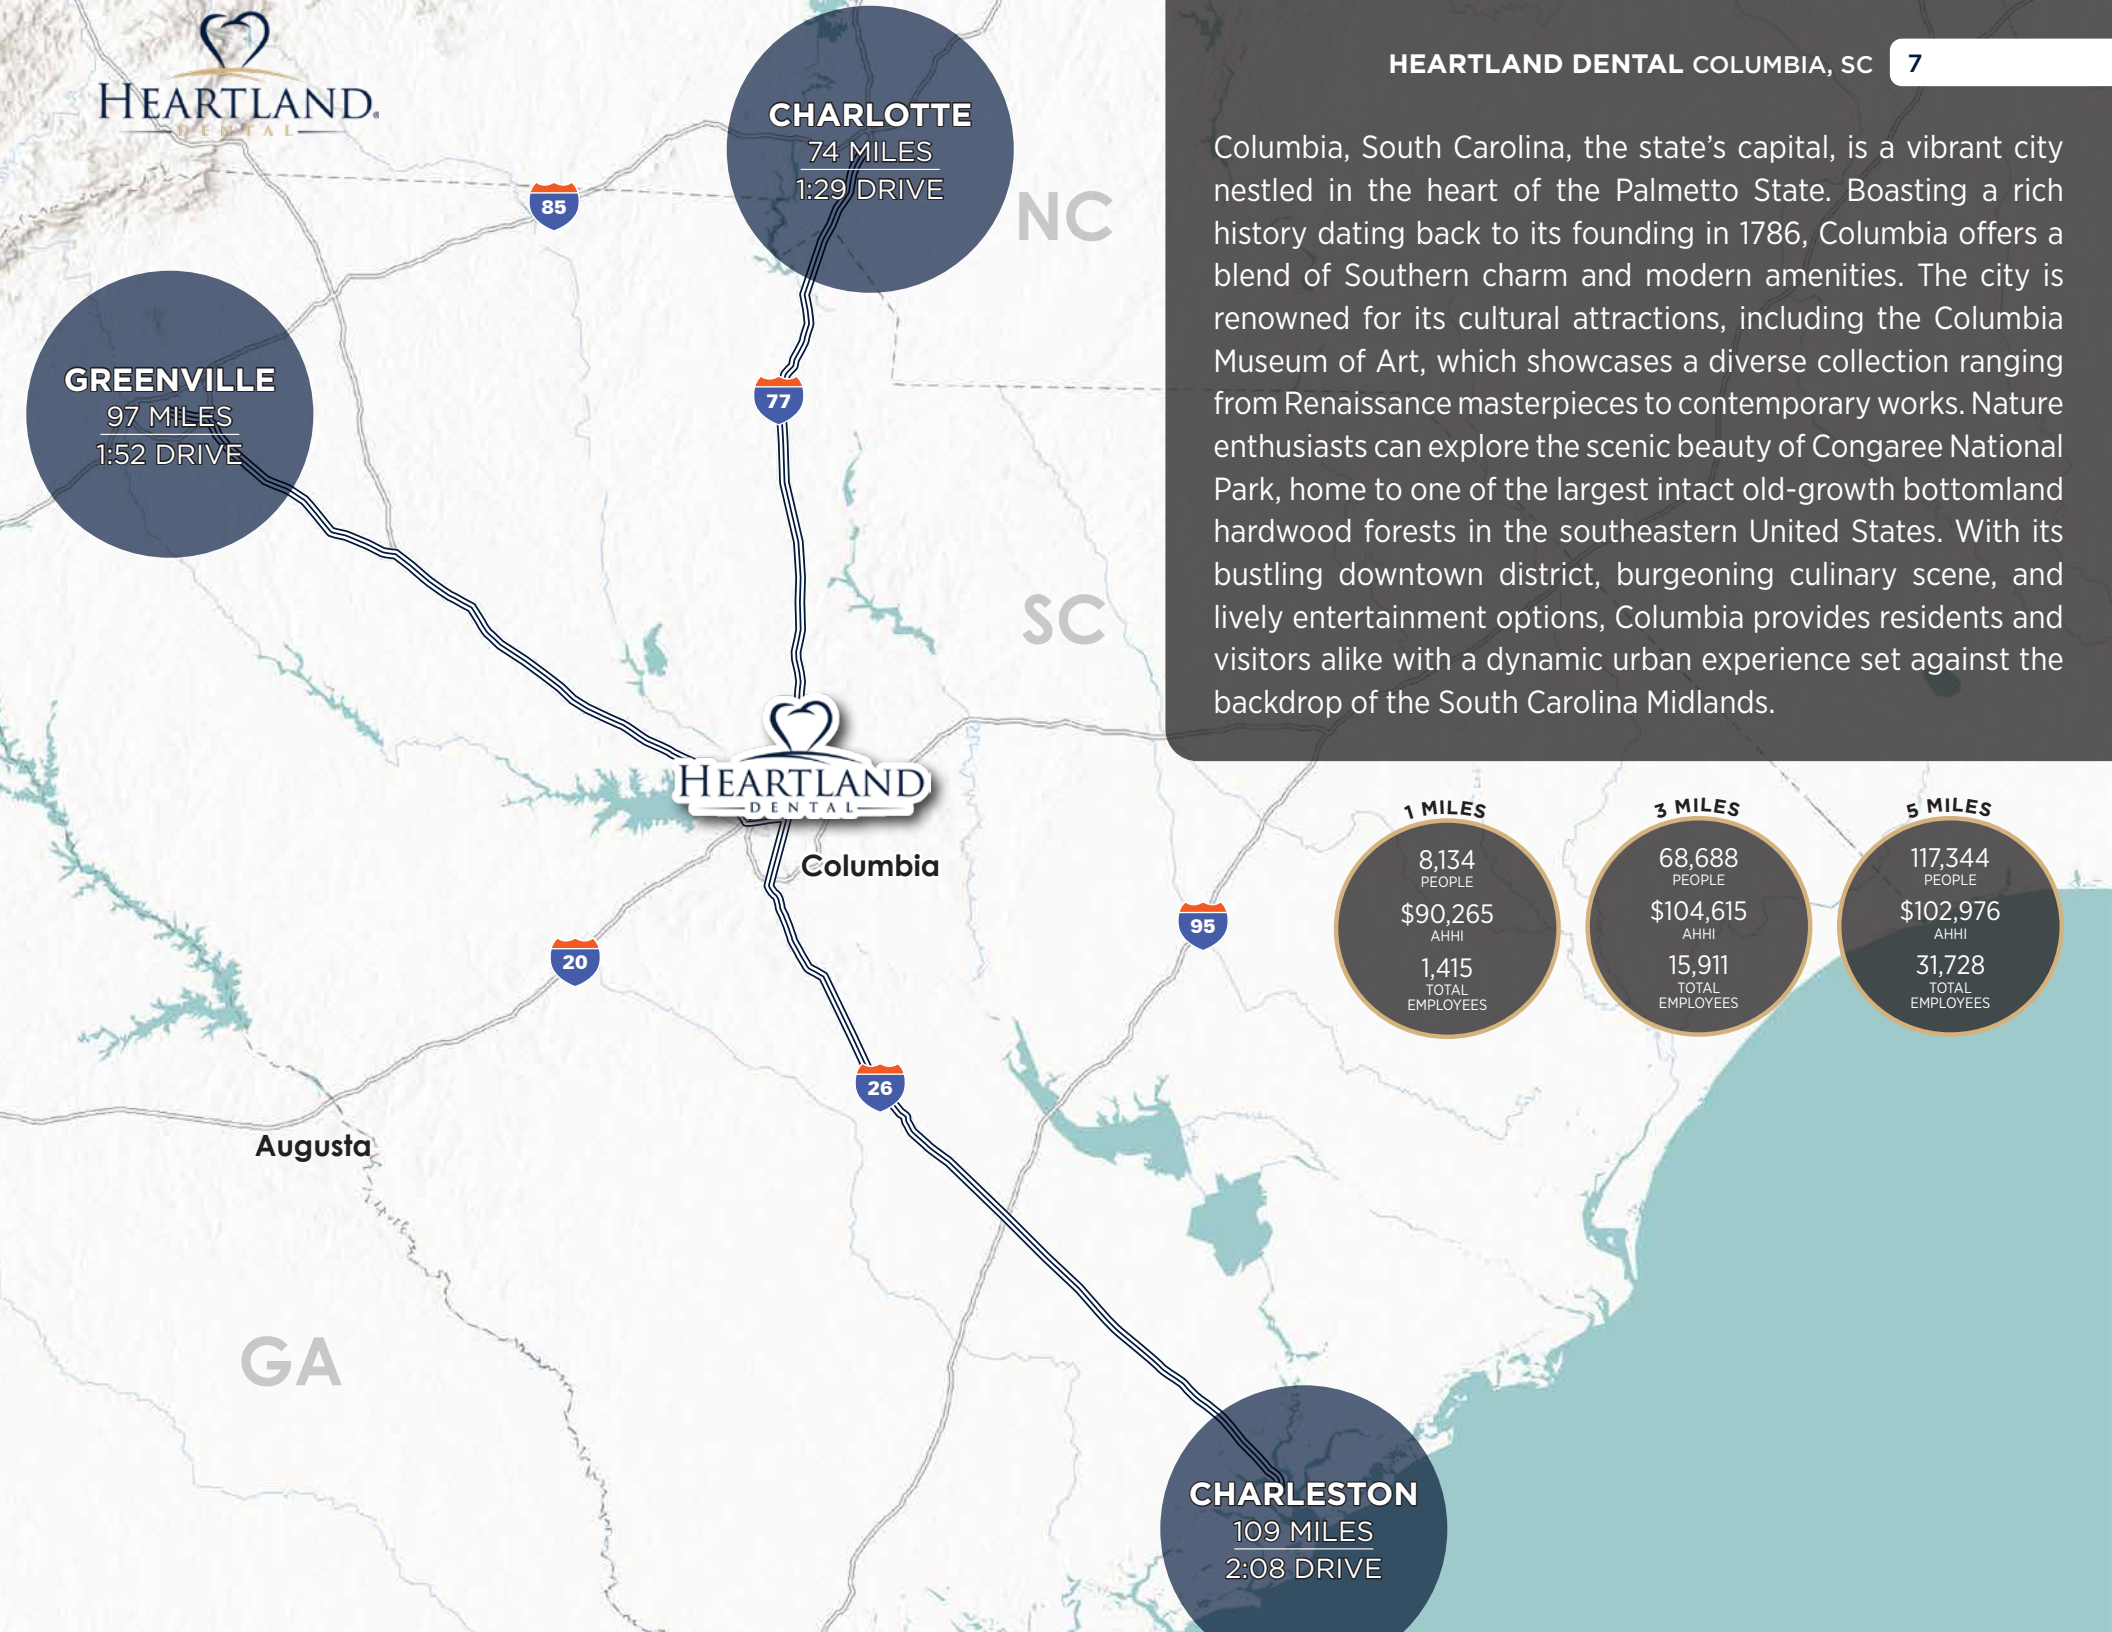 HEARTLAND®
DENTAL
HEARTLAND DENTAL COLUMBIA, SC 7
Columbia, South Carolina, the state’s capital, is a vibrant city
nestled in the heart of the Palmetto State. Boasting a rich
history dating back to its founding in 1786, Columbia offers a
blend of Southern charm and modern amenities. The city is
renowned for its cultural attractions, including the Columbia
Museum of Art, which showcases a diverse collection ranging
from Renaissance masterpieces to contemporary works. Nature
enthusiasts can explore the scenic beauty of Congaree National
Park, home to one of the largest intact old-growth bottomland
hardwood forests in the southeastern United States. With its
bustling downtown district, burgeoning culinary scene, and
lively entertainment options, Columbia provides residents and
visitors alike with a dynamic urban experience set against the
backdrop of the South Carolina Midlands.
CHARLOTTE
74 MILES
1:29 DRIVE
85
NC
GREENVILLE
97 MILES
1:52 DRIVE
77
SC
HEARTLAND
DENTAL
Columbia
95
20
26
Augusta
GA
CHARLESTON
109 MILES
2:08 DRIVE
1 MILES
8,134
PEOPLE
$90,265
AHHI
1,415
TOTAL
EMPLOYEES
3 MILES
68,688
PEOPLE
$104,615
AHHI
15,911
TOTAL
EMPLOYEES
5 MILES
117,344
PEOPLE
$102,976
AHHI
31,728
TOTAL
EMPLOYEES